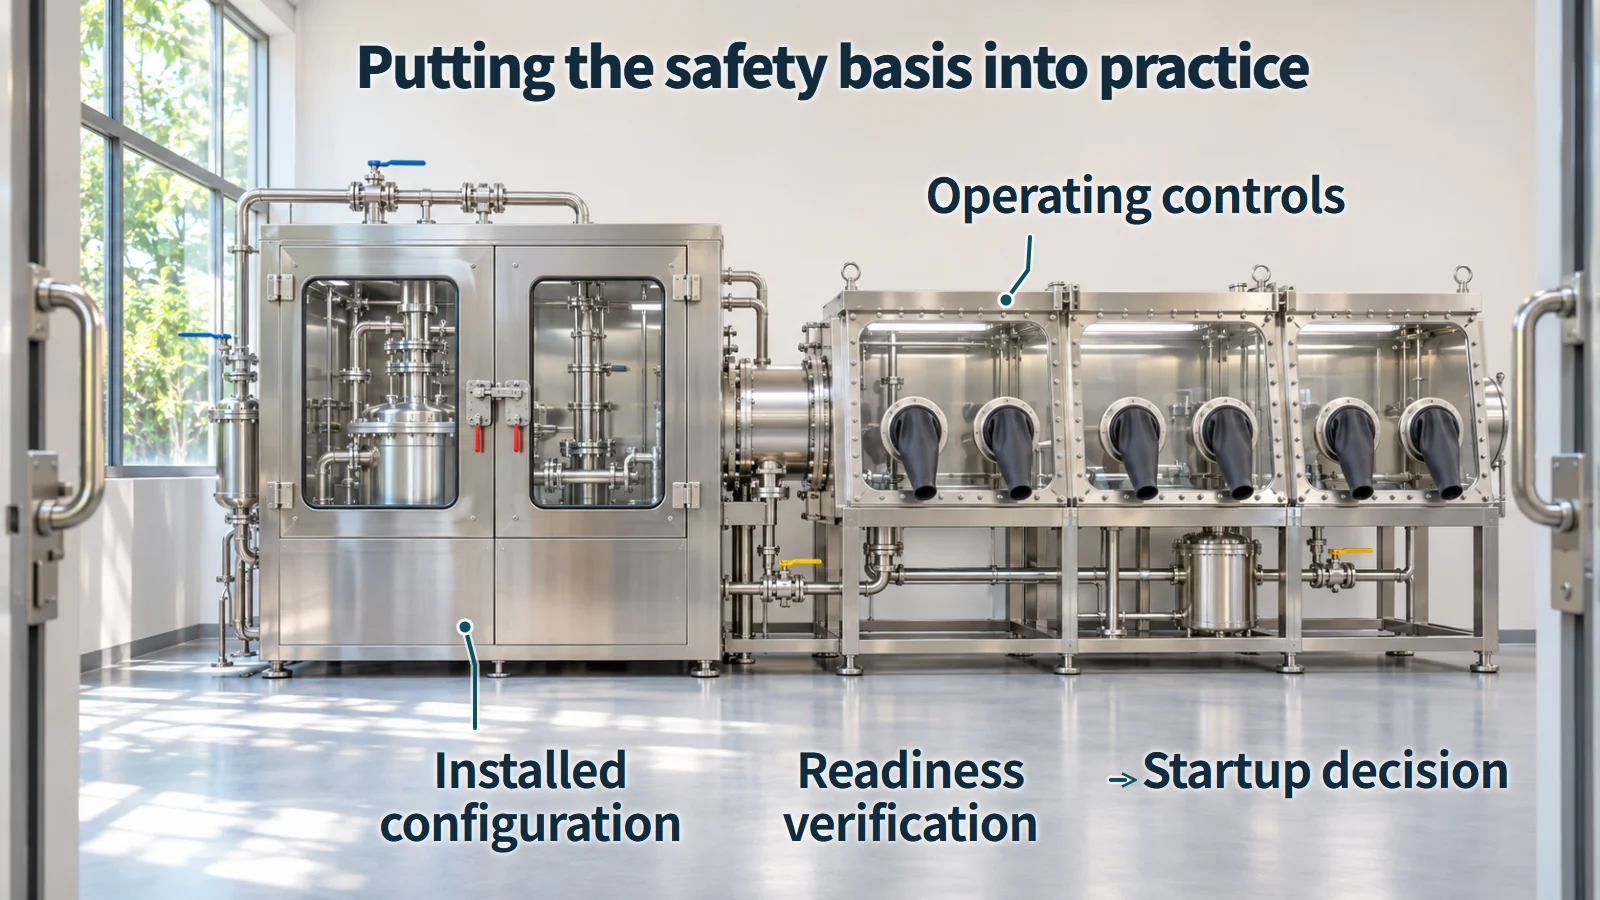 Putting the safety basis into practice
Operating controls
Installed
configuration
Readiness
verification
Startup decision